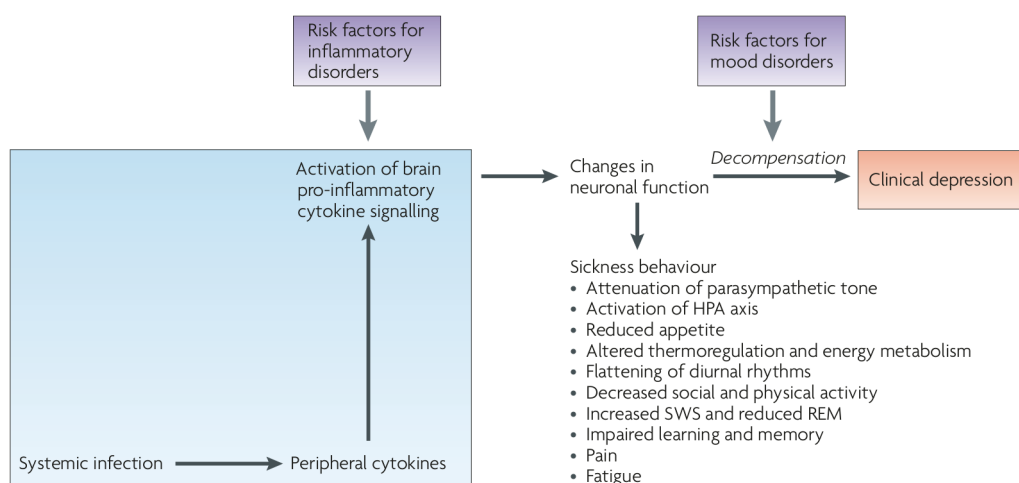 Risk factors for
inflammatory
disorders
Risk factors for
mood disorders
Activation of brain
pro-inflammatory
cytokine signalling
Changes in
neuronal function
Decompensation
Clinical depression
Sickness behaviour
• Attenuation of parasympathetic tone
• Activation of HPA axis
• Reduced appetite
• Altered thermoregulation and energy metabolism
• Flattening of diurnal rhythms
• Decreased social and physical activity
• Increased SWS and reduced REM
• Impaired learning and memory
• Pain
• Fatigue
Systemic infection
Peripheral cytokines